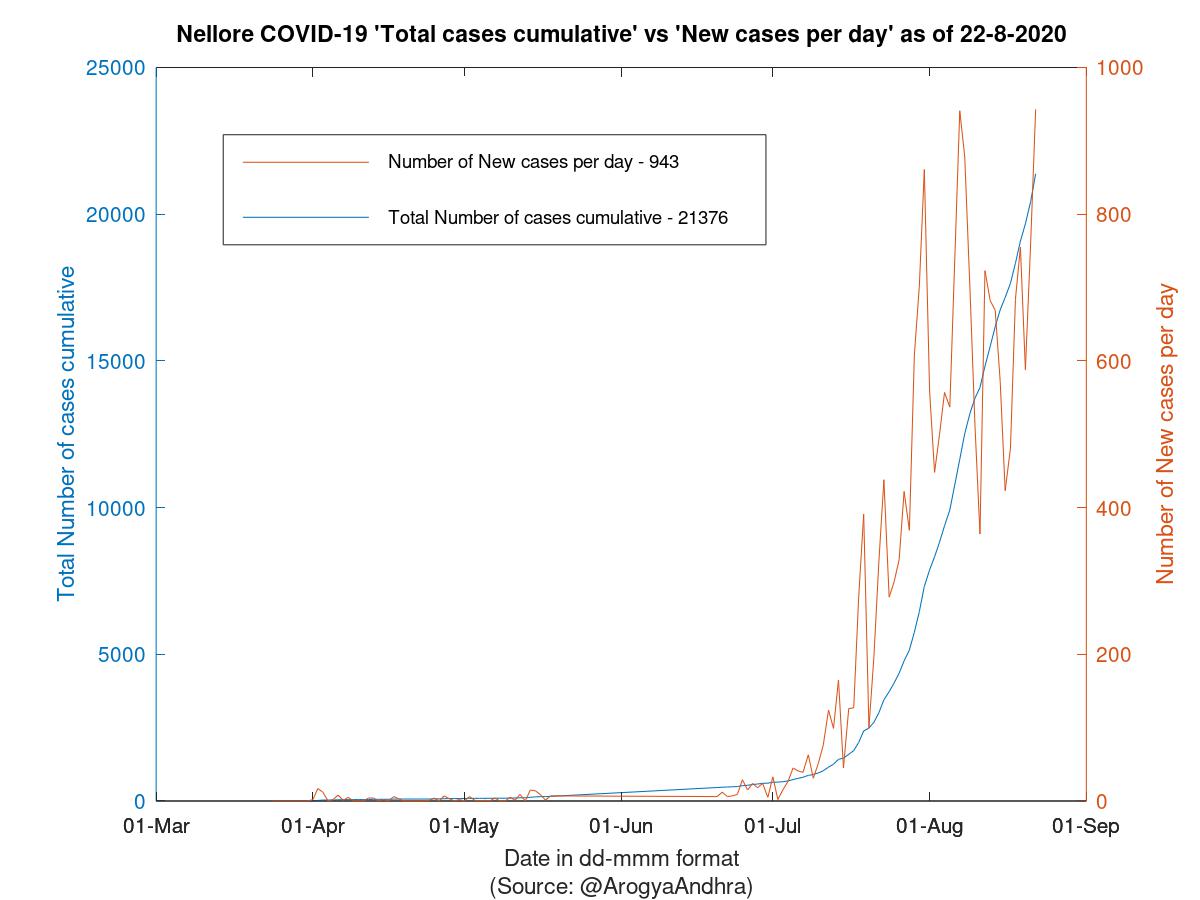 Nellore COVID-19 'Total cases cumulative' vs 'New cases per day' as of 22-8-2020
25000
20000
15000
10000
5000
0
Total Number of cases cumulative
Number of New cases per day - 943
Total Number of cases cumulative - 21376
1000
800
600
400
200
0
Number of New cases per day
01-Mar
01-Apr
01-May
01-Jun
01-Jul
01-Aug
01-Sep
Date in dd-mmm format
(Source: @ArogyaAndhra)